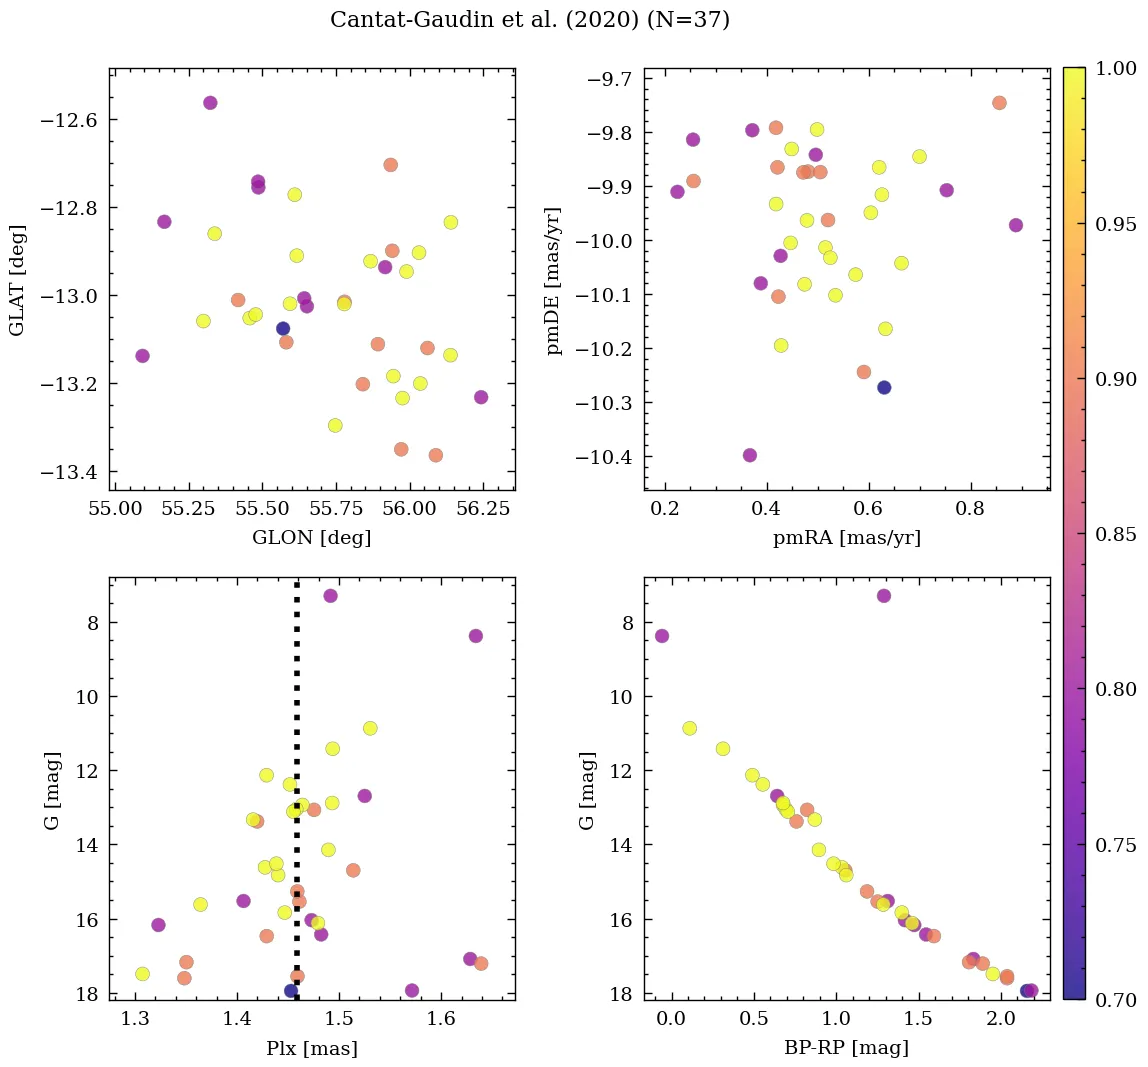 Cantat-Gaudin et al. (2020) (N=37)
−12.6
−12.8
−13.0
−13.2
−13.4
GLAT [deg]
55.00 55.25 55.50 55.75 56.00 56.25
GLON [deg]
−9.7
−9.8
−9.9
−10.0
−10.1
−10.2
−10.3
−10.4
pmDE [mas/yr]
0.2 0.4 0.6 0.8
pmRA [mas/yr]
8
10
12
14
16
18
G [mag]
1.3 1.4 1.5 1.6
Plx [mas]
8
10
12
14
16
18
G [mag]
0.0 0.5 1.0 1.5 2.0
BP-RP [mag]
1.00
0.95
0.90
0.85
0.80
0.75
0.70